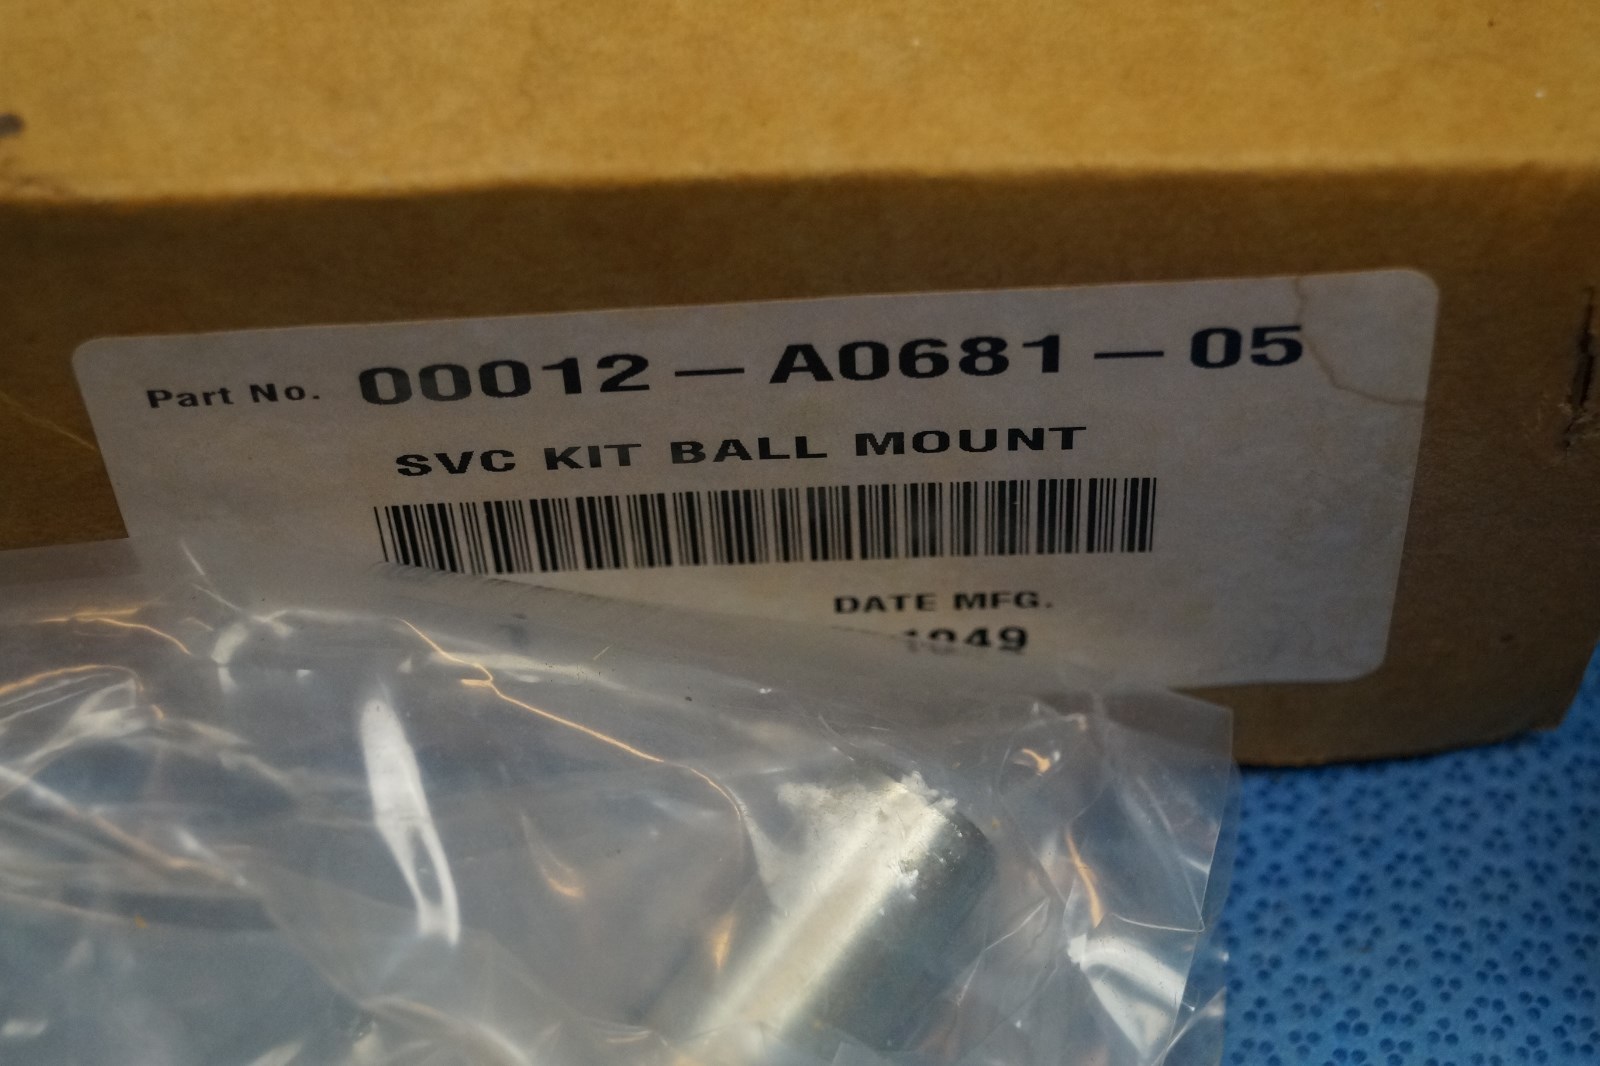 Part No. 00012-A0681-05
SVC KIT BALL MOUNT
DATE MFG.